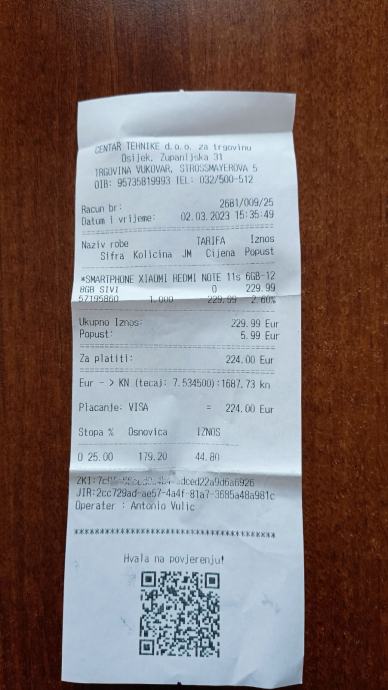 CENTAR TEHNIKE d.o.o. za trgovinu
Osijek, Županijska 31
TRGOVINA VUKOVAR, STROSSMAYEROVA 5
OIB: 95735819993 TEL: 032/500-512
Racun br: 2681/009/25
Datum i vrijeme: 02.03.2023 15:35:49
Naziv robe TARIFA Iznos
Sifra Kolicina JM Cijena Popust
*SMARTPHONE XIAOMI REDMI NOTE 11s 6GB-12
8GB SIVI 0 229.99
57195860 1.000 229.99 2.60%
Ukupno Iznos: 229.99 Eur
Popust: 5.99 Eur
Za platiti: 224.00 Eur
Eur - > KN (tecaj: 7.534500):1687.73 kn
Placanje: VISA = 224.00 Eur
Stopa % Osnovica IZNOS
O 25.00 179.20 44.80
ZKI:
JIR:2cc729ad-ae57-4a4f-81a7-3685a48a981c
Operater : Antonio Vulic
****************************************
Hvala na povjerenju!